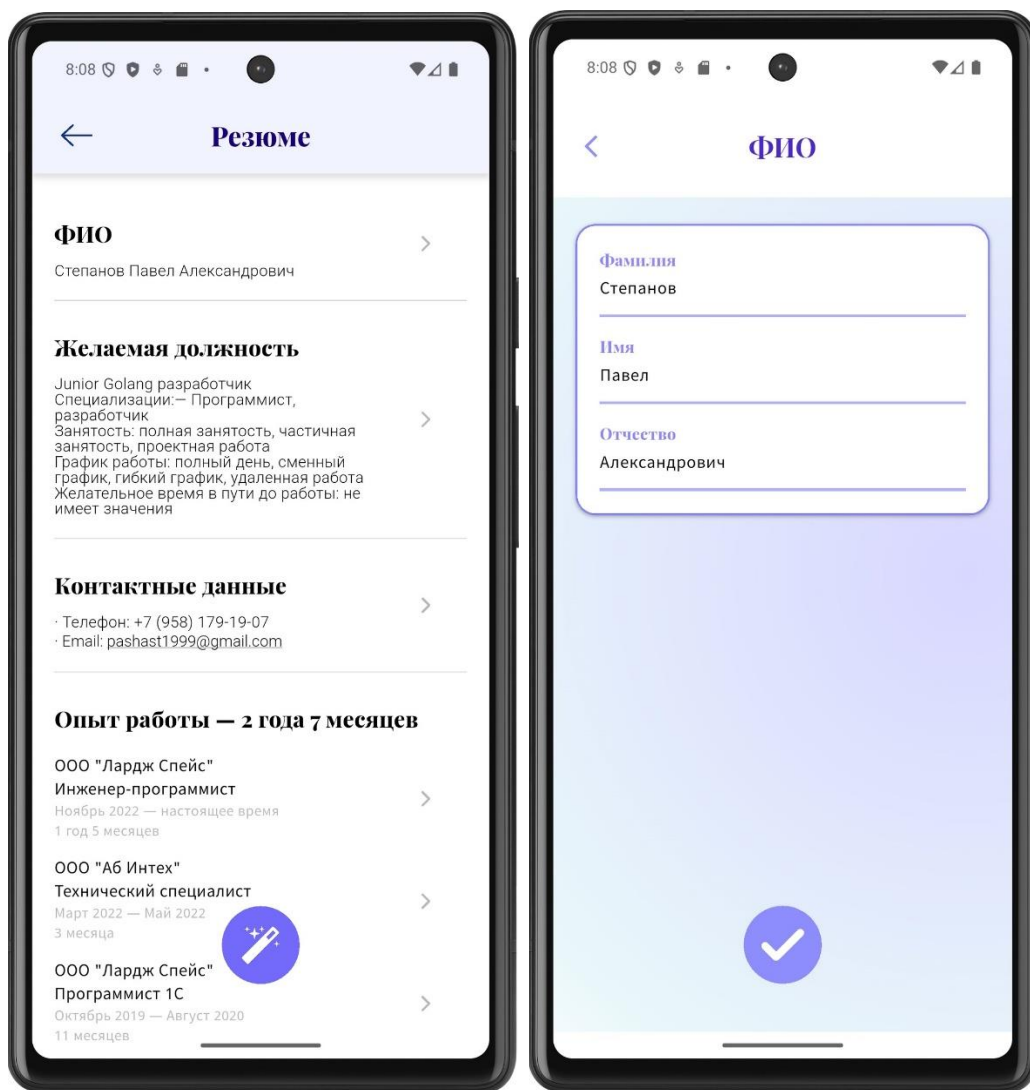 8:08
Резюме
ФИО
Степанов Павел Александрович
Желаемая должность
Junior Golang разработчик
Специализации:— Программист,
разработчик
Занятость: полная занятость, частичная
занятость, проектная работа
График работы: полный день, сменный
график, гибкий график, удаленная работа
Желательное время в пути до работы: не
имеет значения
Контактные данные
· Телефон: +7 (958) 179-19-07
· Email: pashast1999@gmail.com
Опыт работы — 2 года 7 месяцев
ООО "Лардж Спейс"
Инженер-программист
Ноябрь 2022 — настоящее время
1 год 5 месяцев
ООО "Аб Интех"
Технический специалист
Март 2022 — Май 2022
3 месяца
ООО "Лардж Спейс"
Программист 1С
Октябрь 2019 — Август 2020
11 месяцев
8:08
ФИО
Фамилия
Степанов
Имя
Павел
Отчество
Александрович